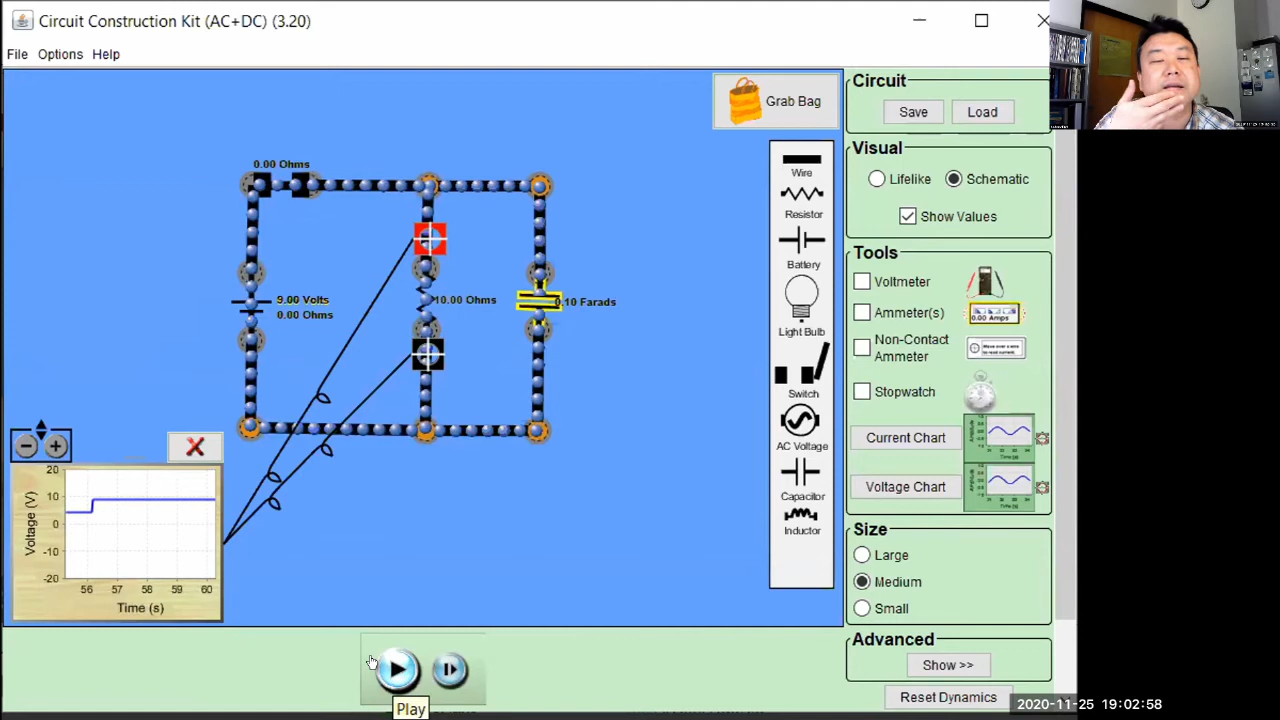 Circuit Construction Kit (AC+DC) (3.20)
File Options Help
Grab Bag
0.00 Ohms
9.00 Volts
0.00 Ohms
10.00 Ohms
0.10 Farads
Wire
Resistor
Battery
Light Bulb
Switch
AC Voltage
Capacitor
Inductor
Circuit
Save Load
Visual
Lifelike Schematic
Show Values
Tools
Voltmeter
Ammeter(s)
0.00 Amps
Non-Contact
Ammeter
Stopwatch
Current Chart
Voltage Chart
Size
Large
Medium
Small
Advanced
Show >>
Reset Dynamics
Voltage (V)
20
10
0
-10
-20
56 57 58 59 60
Time (s)
Play
2020-11-25 19:02:58